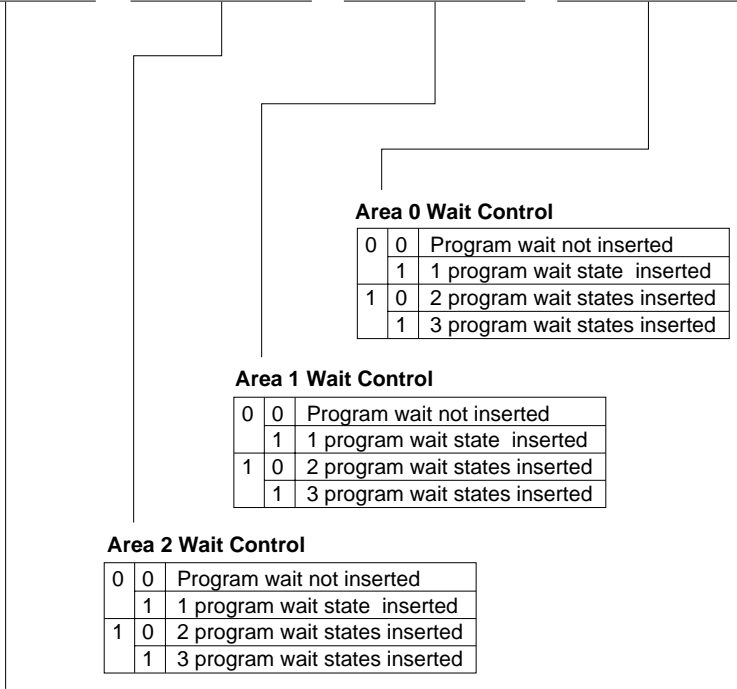 Area 0 Wait Control
0 0 Program wait not inserted
1 1 program wait state inserted
1 0 2 program wait states inserted
1 3 program wait states inserted
Area 1 Wait Control
0 0 Program wait not inserted
1 1 program wait state inserted
1 0 2 program wait states inserted
1 3 program wait states inserted
Area 2 Wait Control
0 0 Program wait not inserted
1 1 program wait state inserted
1 0 2 program wait states inserted
1 3 program wait states inserted